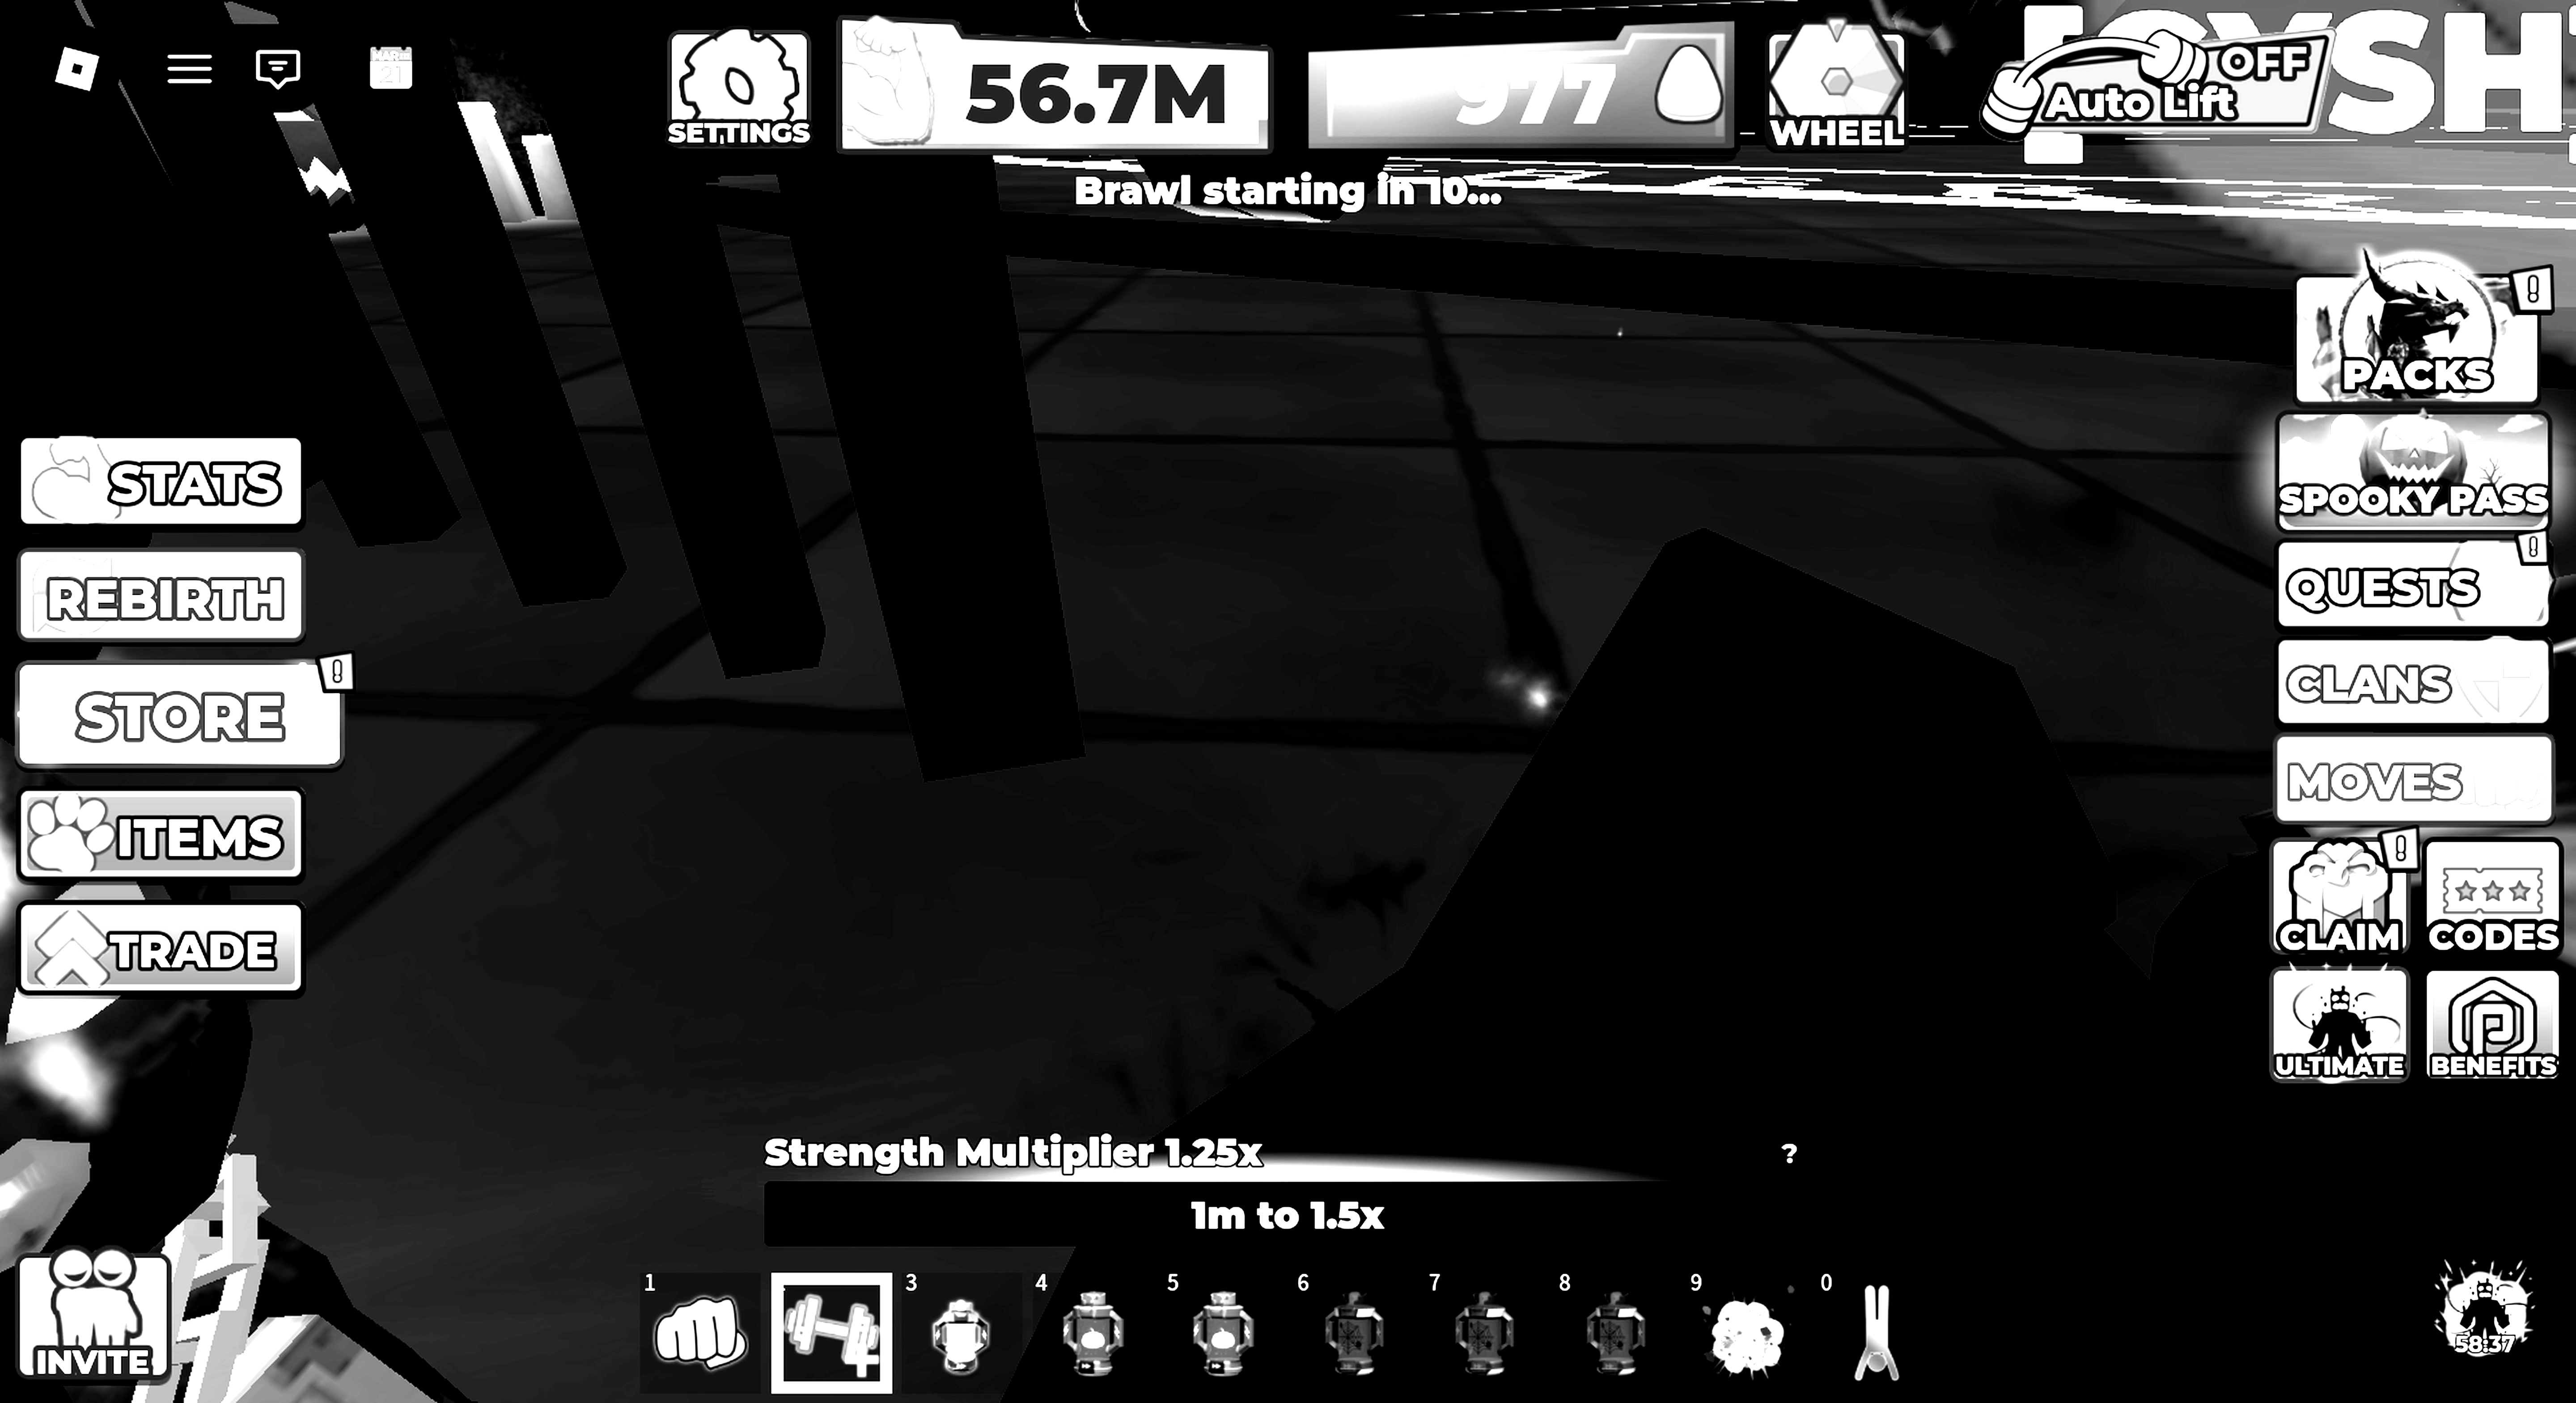 SETTINGS
56.7M
977
WHEEL
OFF
Auto Lift
Brawl starting in 10...
PACKS
SPOOKY PASS
QUESTS
CLANS
MOVES
CLAIM
CODES
ULTIMATE
BENEFITS
STATS
REBIRTH
STORE
ITEMS
TRADE
INVITE
Strength Multiplier 1.25x
?
1m to 1.5x
1
3
4
5
6
7
8
9
0
58:37
21